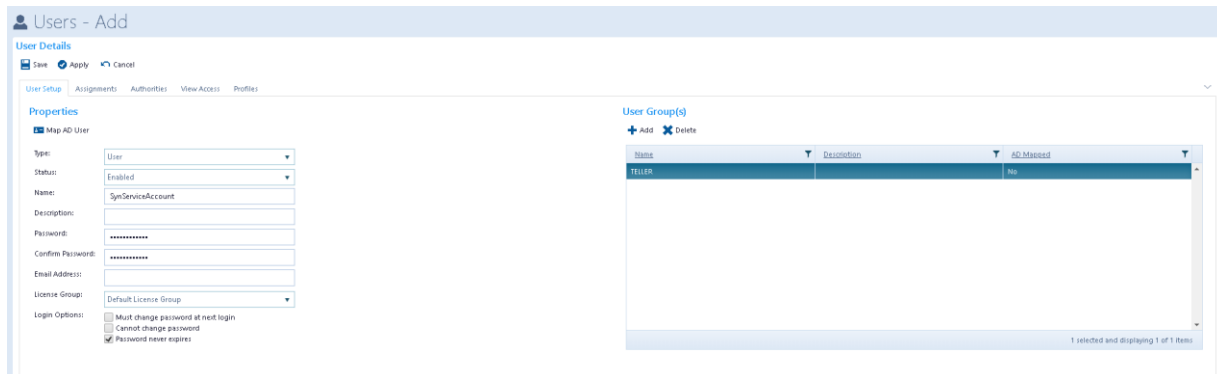 Users - Add
User Details
Save Apply Cancel
User Setup Assignments Authorities View Access Profiles
Properties
Map AD User
Type: User
Status: Enabled
Name: SynServiceAccount
Description:
Password: ••••••••••••
Confirm Password: ••••••••••••
Email Address:
License Group: Default License Group
Login Options: Must change password at next login
Cannot change password
Password never expires
User Group(s)
Add Delete
Name Description AD Mapped
TELLER No
1 selected and displaying 1 of 1 items